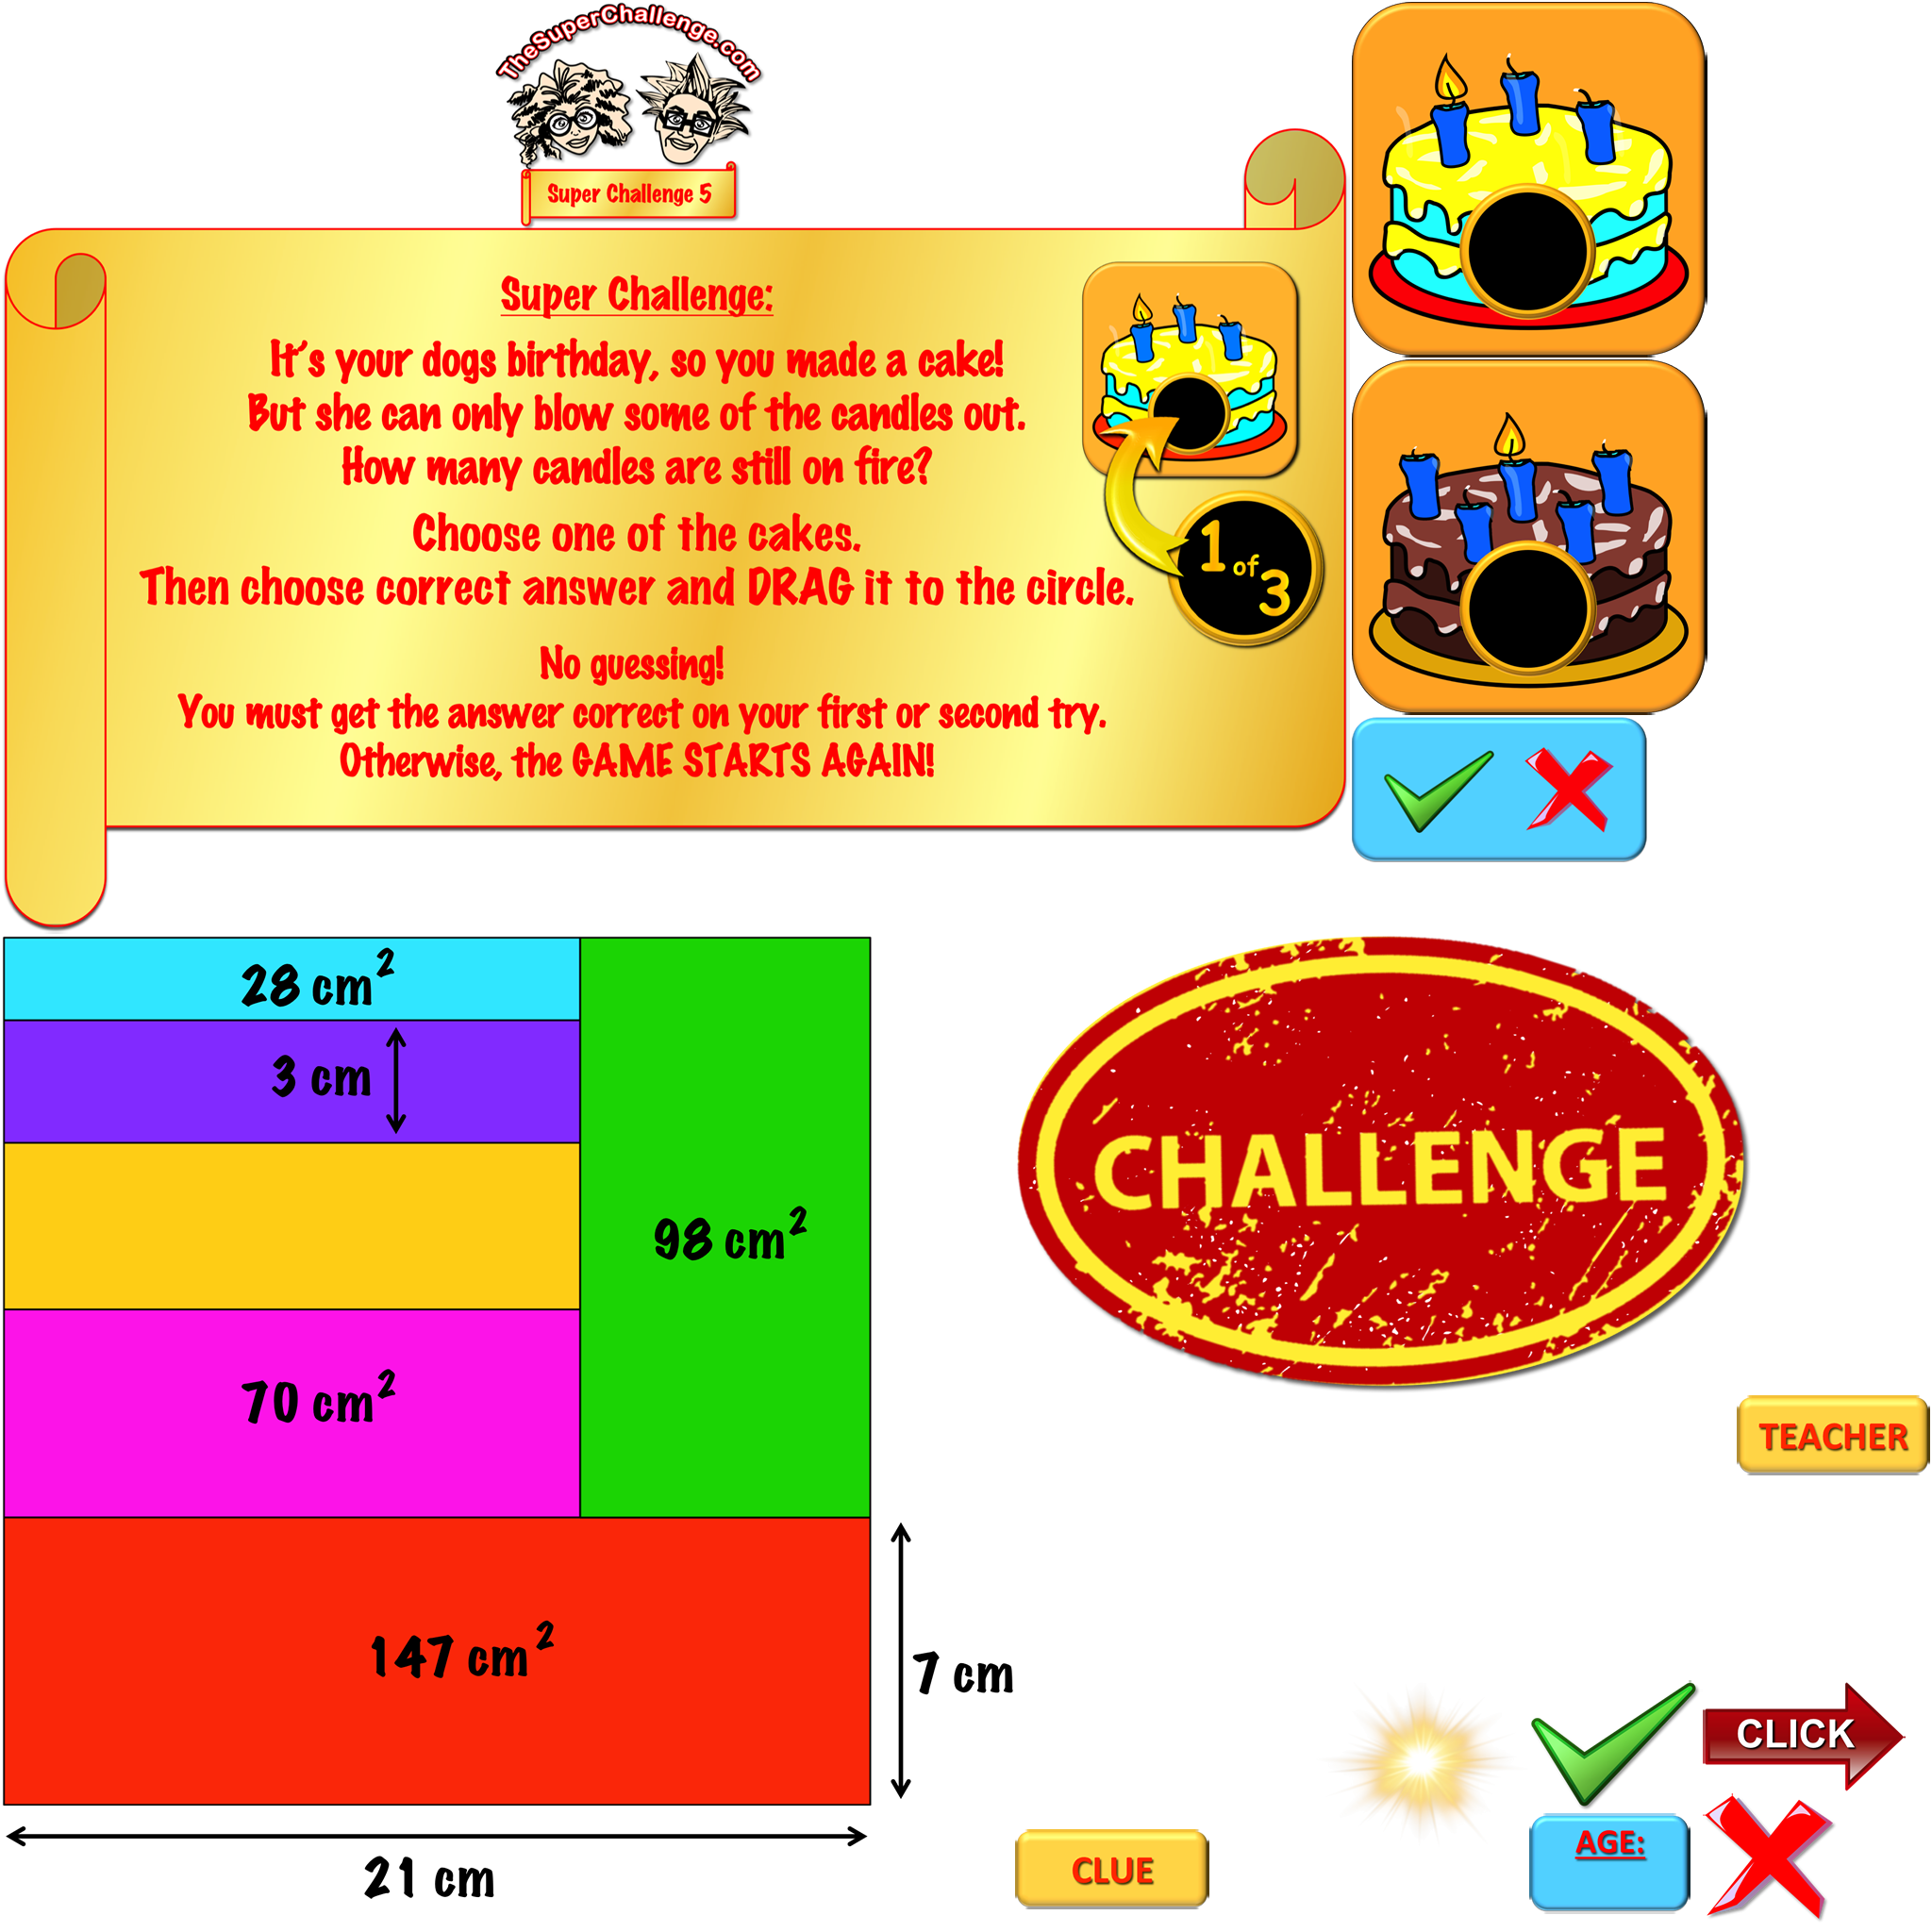 TheSuperChallenge.com
Super Challenge 5
Super Challenge:
It's your dogs birthday, so you made a cake!
But she can only blow some of the candles out.
How many candles are still on fire?
Choose one of the cakes.
Then choose correct answer and DRAG it to the circle.
1 of 3
No guessing!
You must get the answer correct on your first or second try.
Otherwise, the GAME STARTS AGAIN!
28 cm²
3 cm
98 cm²
70 cm²
147 cm²
7 cm
21 cm
CHALLENGE
TEACHER
CLICK
CLUE
AGE: